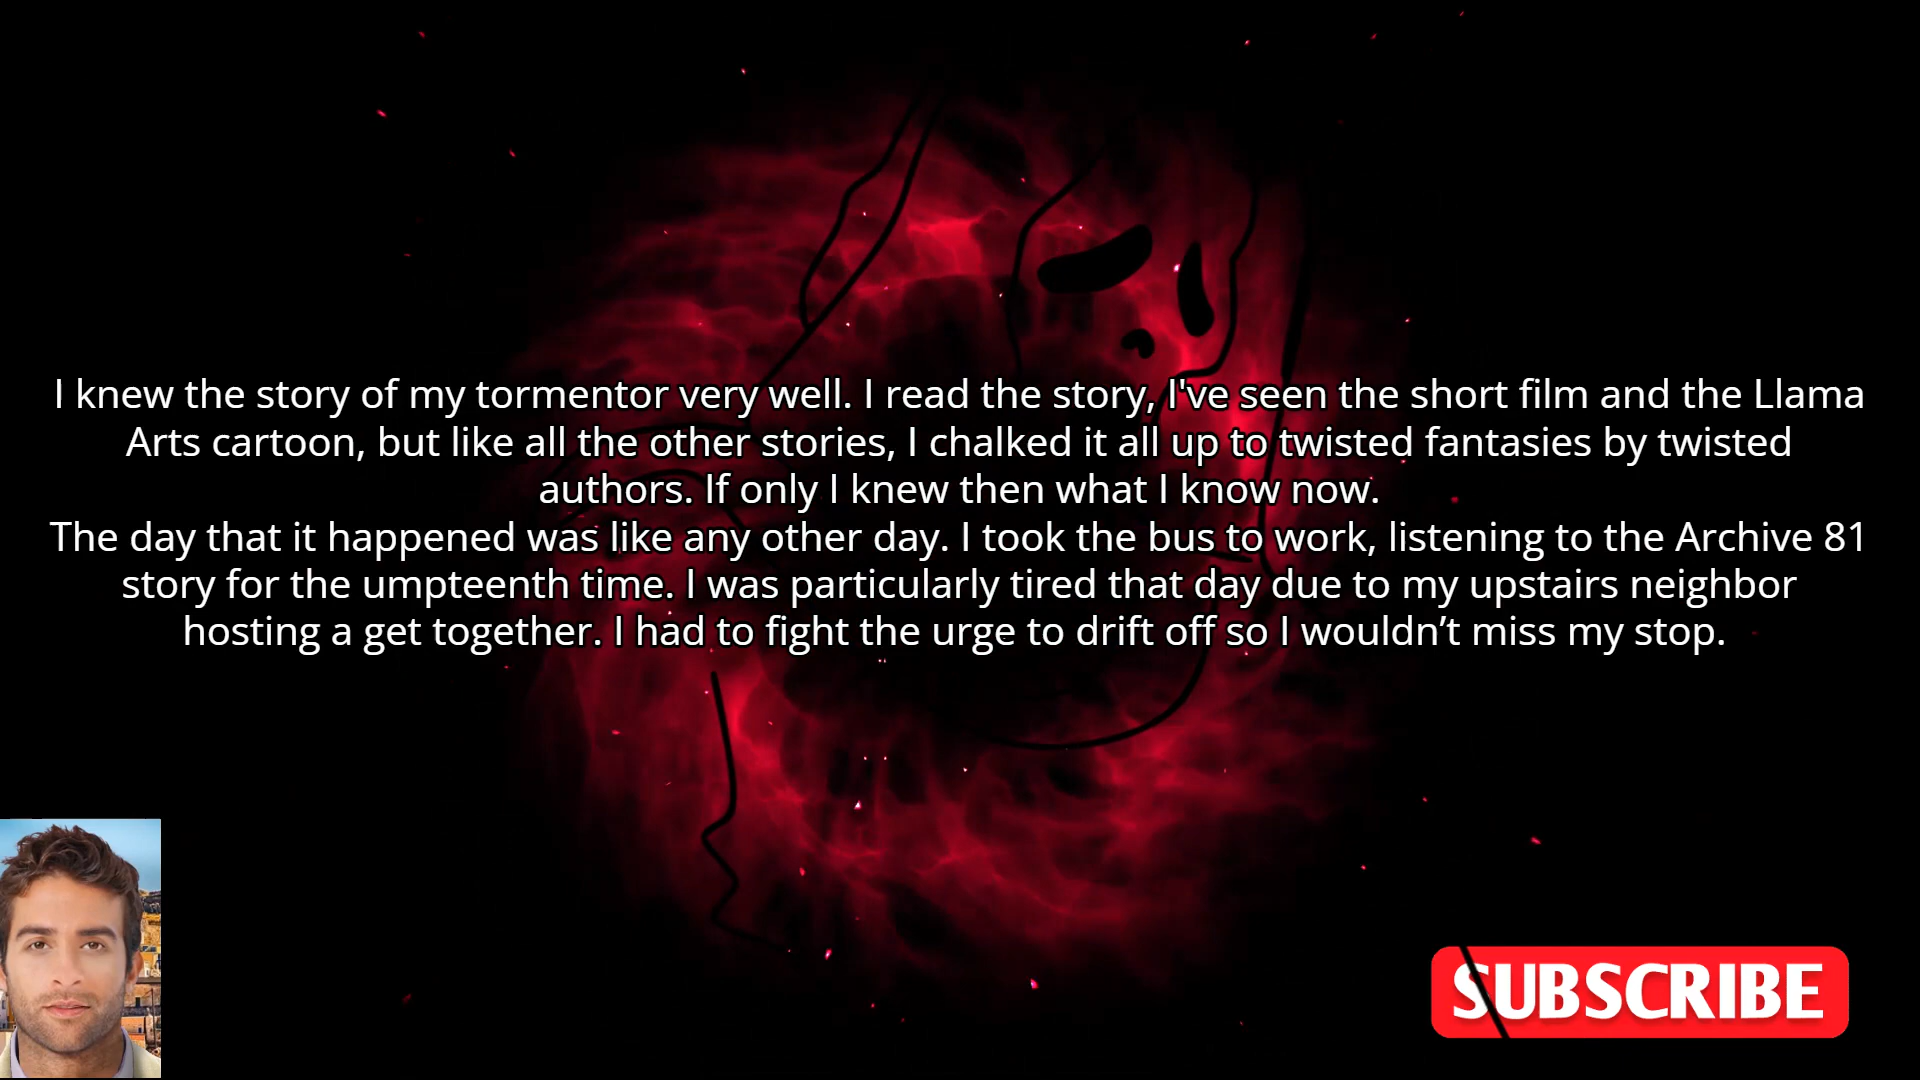 I knew the story of my tormentor very well. I read the story, I've seen the short film and the Llama
Arts cartoon, but like all the other stories, I chalked it all up to twisted fantasies by twisted
authors. If only I knew then what I know now.
The day that it happened was like any other day. I took the bus to work, listening to the Archive 81
story for the umpteenth time. I was particularly tired that day due to my upstairs neighbor
hosting a get together. I had to fight the urge to drift off so I wouldn’t miss my stop.
SUBSCRIBE